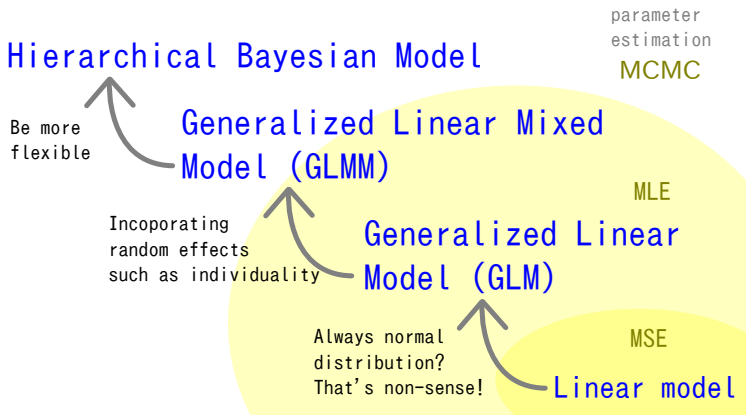 parameter
estimation
MCMC
Hierarchical Bayesian Model
Be more
flexible
Generalized Linear Mixed
Model (GLMM)
MLE
Incoporating
random effects
such as individuality
Generalized Linear
Model (GLM)
Always normal
distribution?
That's non-sense!
MSE
Linear model